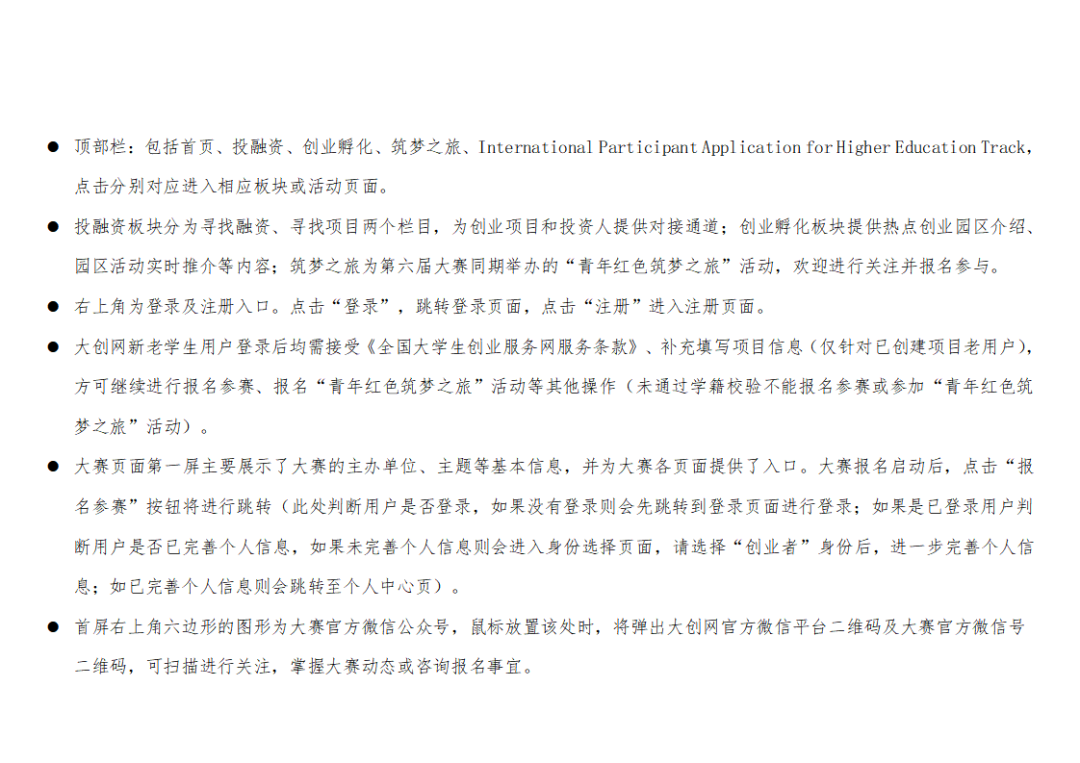 ● 顶部栏：包括首页、投融资、创业孵化、筑梦之旅、International Participant Application for Higher Education Track，
点击分别对应进入相应板块或活动页面。
● 投融资板块分为寻找融资、寻找项目两个栏目，为创业项目和投资人提供对接通道；创业孵化板块提供热点创业园区介绍、
园区活动实时推介等内容；筑梦之旅为第六届大赛同期举办的“青年红色筑梦之旅”活动，欢迎进行关注并报名参与。
● 右上角为登录及注册入口。点击“登录”，跳转登录页面，点击“注册”进入注册页面。
● 大创网新老学生用户登录后均需接受《全国大学生创业服务网服务条款》、补充填写项目信息（仅针对已创建项目老用户），
方可继续进行报名参赛、报名“青年红色筑梦之旅”活动等其他操作（未通过学籍校验不能报名参赛或参加“青年红色筑
梦之旅”活动）。
● 大赛页面第一屏主要展示了大赛的主办单位、主题等基本信息，并为大赛各页面提供了入口。大赛报名启动后，点击“报
名参赛”按钮将进行跳转（此处判断用户是否登录，如果没有登录则会先跳转到登录页面进行登录；如果是已登录用户判
断用户是否已完善个人信息，如果未完善个人信息则会进入身份选择页面，请选择“创业者”身份后，进一步完善个人信
息；如已完善个人信息则会跳转至个人中心页）。
● 首屏右上角六边形的图形为大赛官方微信公众号，鼠标放置该处时，将弹出大创网官方微信平台二维码及大赛官方微信号
二维码，可扫描进行关注，掌握大赛动态或咨询报名事宜。